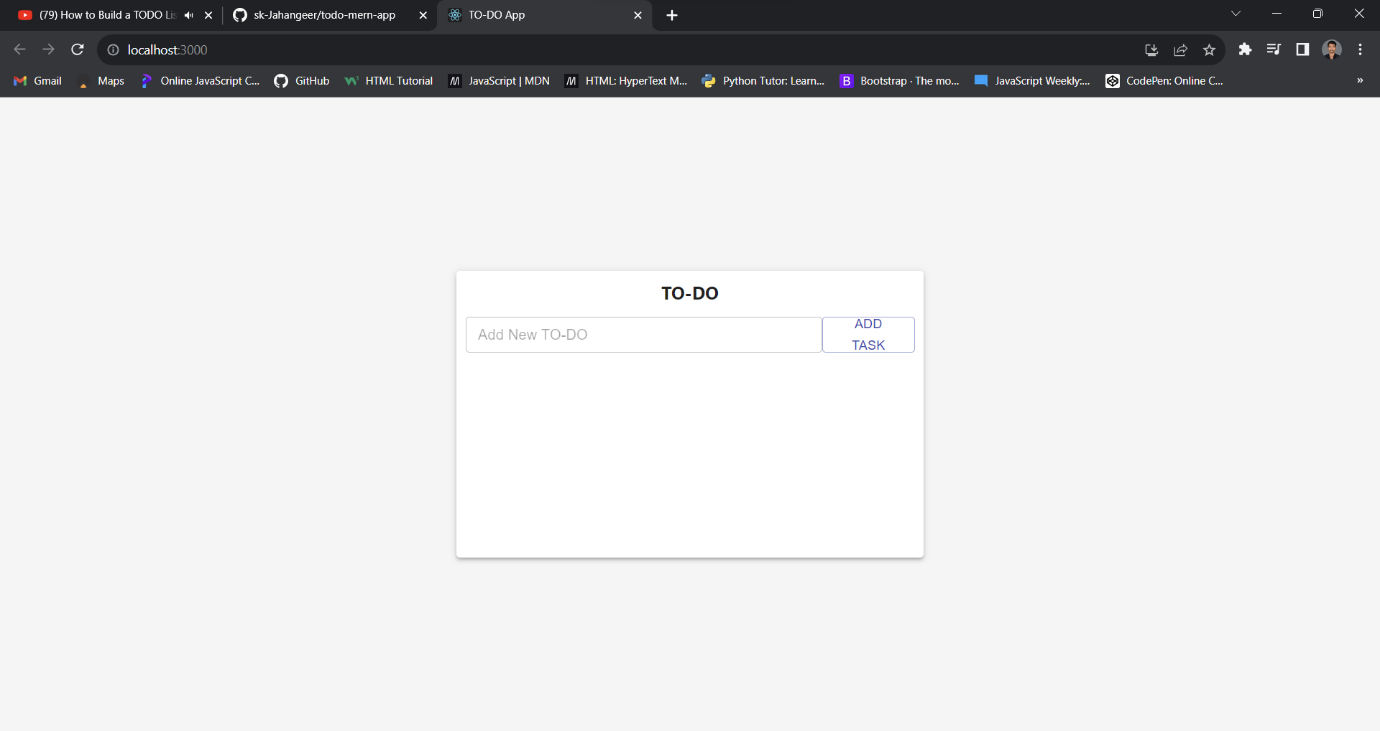 (79) How to Build a TODO Lis
sk-Jahangeer/todo-mern-app
TO-DO App
localhost:3000
Gmail
Maps
Online JavaScript C...
GitHub
HTML Tutorial
JavaScript | MDN
HTML: HyperText M...
Python Tutor: Learn...
Bootstrap · The mo...
JavaScript Weekly:...
CodePen: Online C...
»
TO-DO
Add New TO-DO
ADD
TASK